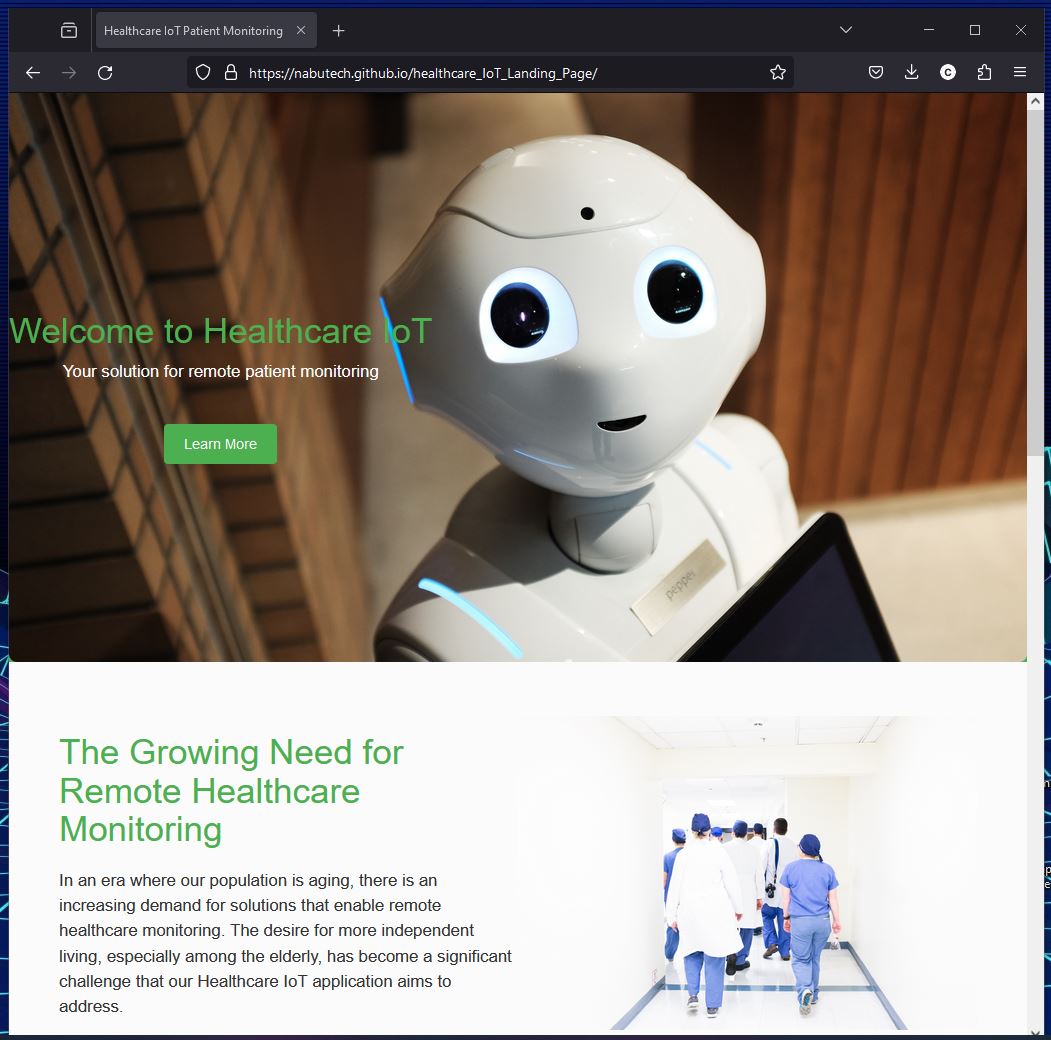 Healthcare IoT Patient Monitoring
https://nabutech.github.io/healthcare_IoT_Landing_Page/
Welcome to Healthcare IoT
Your solution for remote patient monitoring
Learn More
pepper
The Growing Need for
Remote Healthcare
Monitoring
In an era where our population is aging, there is an
increasing demand for solutions that enable remote
healthcare monitoring. The desire for more independent
living, especially among the elderly, has become a significant
challenge that our Healthcare IoT application aims to
address.